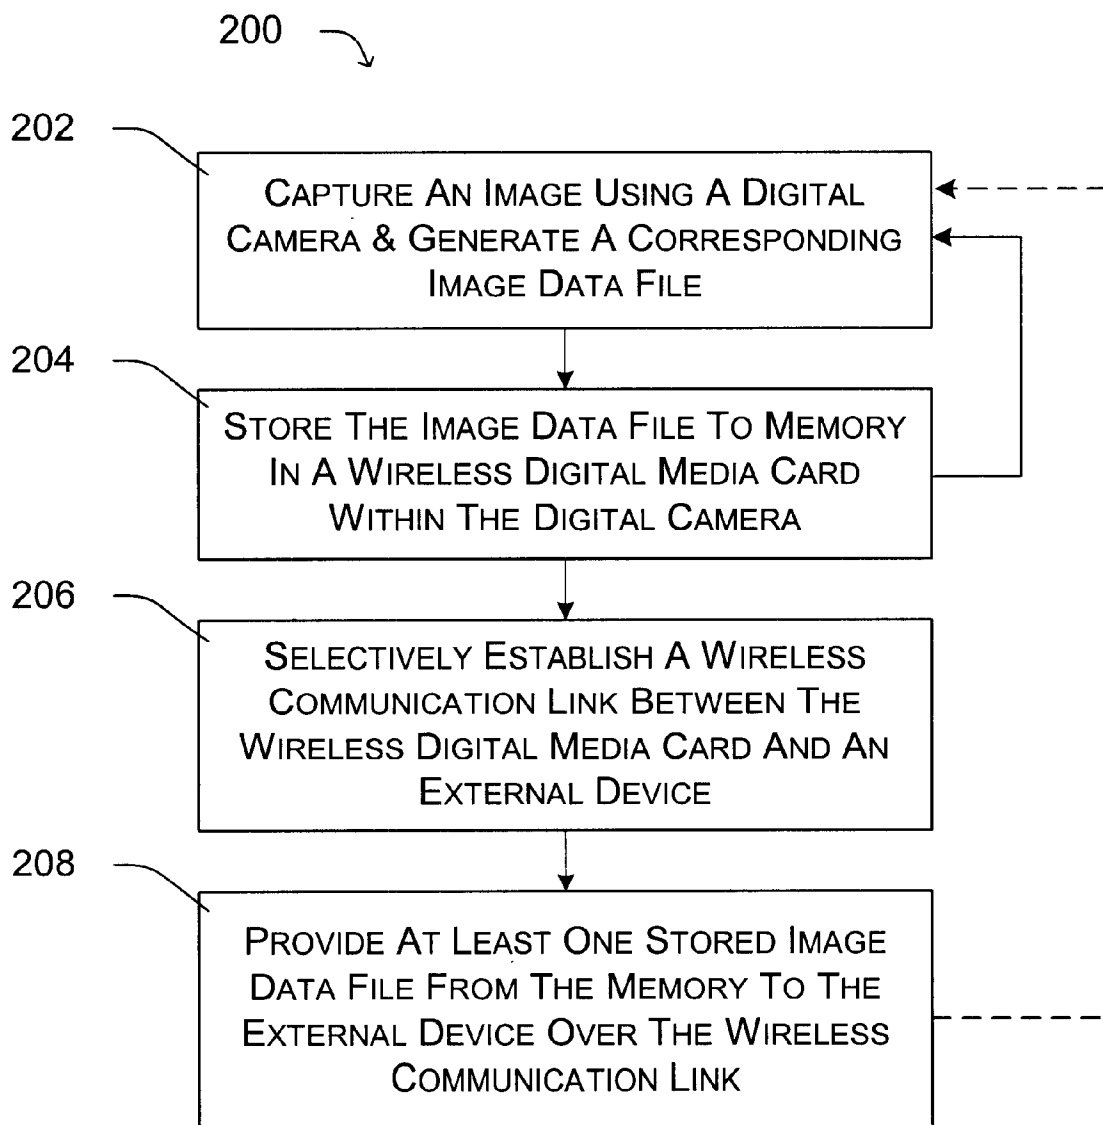 200
202
CAPTURE AN IMAGE USING A DIGITAL
CAMERA & GENERATE A CORRESPONDING
IMAGE DATA FILE
204
STORE THE IMAGE DATA FILE TO MEMORY
IN A WIRELESS DIGITAL MEDIA CARD
WITHIN THE DIGITAL CAMERA
206
SELECTIVELY ESTABLISH A WIRELESS
COMMUNICATION LINK BETWEEN THE
WIRELESS DIGITAL MEDIA CARD AND AN
EXTERNAL DEVICE
208
PROVIDE AT LEAST ONE STORED IMAGE
DATA FILE FROM THE MEMORY TO THE
EXTERNAL DEVICE OVER THE WIRELESS
COMMUNICATION LINK